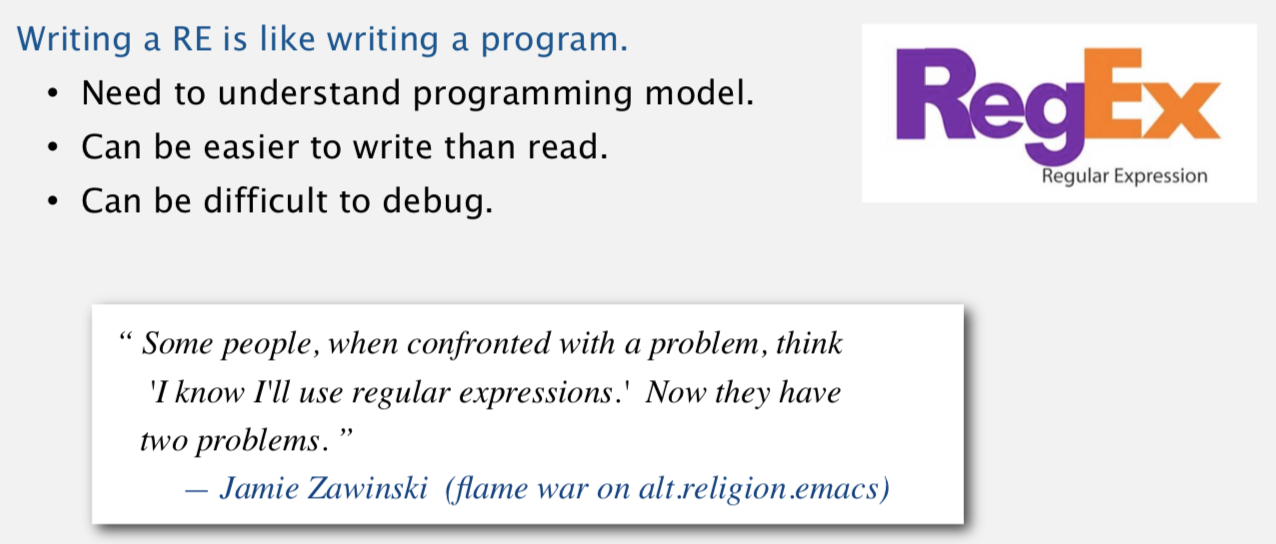 Writing a RE is like writing a program.
• Need to understand programming model.
• Can be easier to write than read.
• Can be difficult to debug.
RegEx
Regular Expression
“ Some people, when confronted with a problem, think
'I know I'll use regular expressions.' Now they have
two problems. ”
— Jamie Zawinski (flame war on alt.religion.emacs)